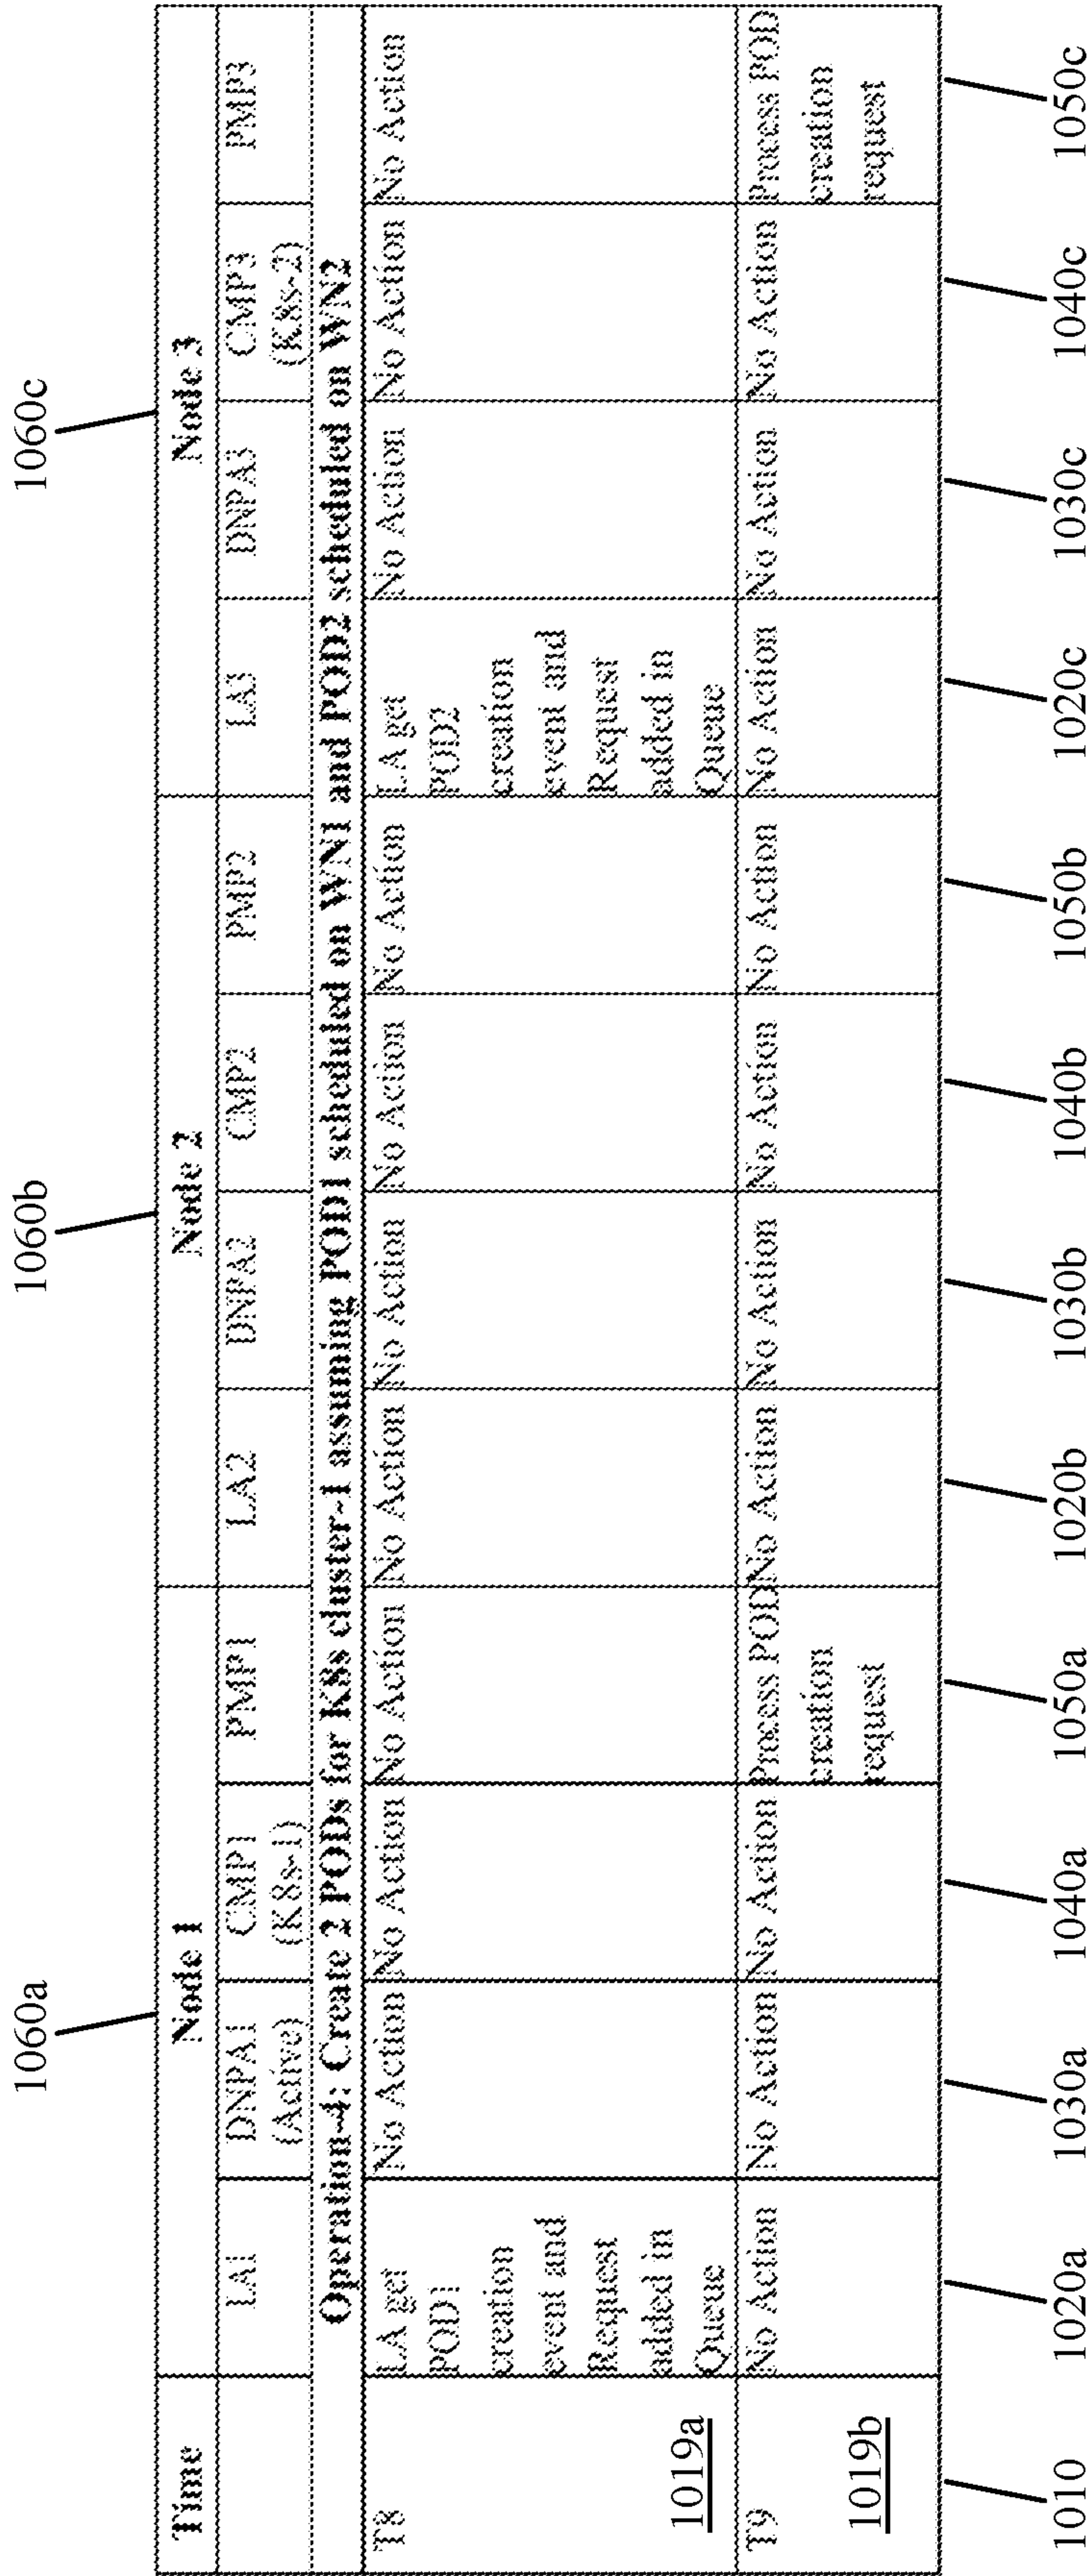 1060a
1060b
1060c
Time
Node 1
Node 2
Node 3
LA1
DNPA1
(Active)
CMP1
(K8s-1)
PMP1
LA2
DNPA2
CMP2
PMP2
LA3
DNPA3
CMP3
(K8s-2)
PMP3
Operation-4: Create 2 PODs for K8s cluster-1 assuming POD1 scheduled on WN1 and POD2 scheduled on WN2
T8
1019a
LA get
POD1
creation
event and
Request
added in
Queue
No Action
No Action
No Action
No Action
No Action
No Action
No Action
LA get
POD2
creation
event and
Request
added in
Queue
No Action
No Action
No Action
T9
1019b
No Action
No Action
No Action
Process POD
creation
request
No Action
No Action
No Action
No Action
No Action
No Action
No Action
Process POD
creation
request
1010
1020a
1030a
1040a
1050a
1020b
1030b
1040b
1050b
1020c
1030c
1040c
1050c